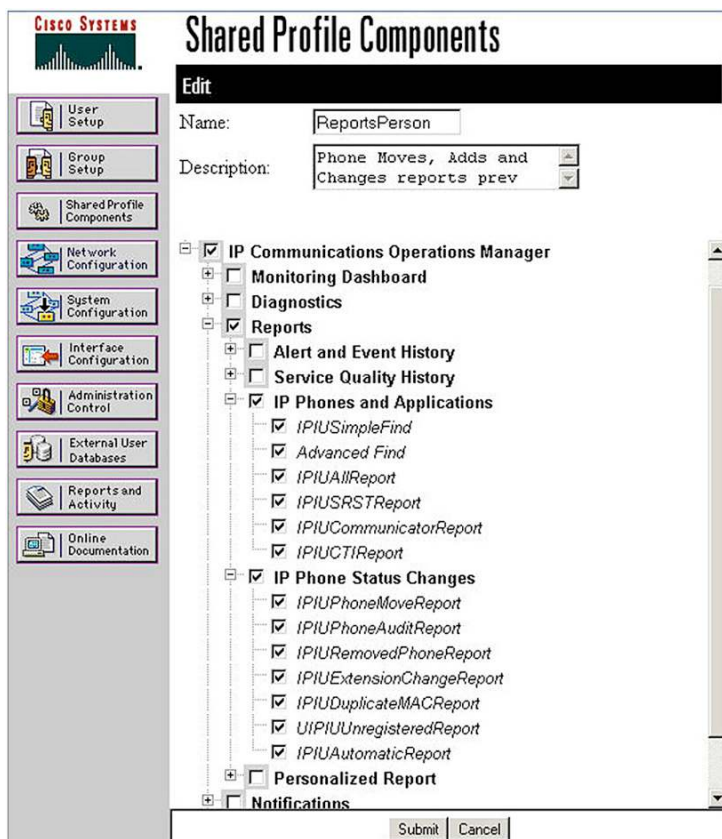 CISCO SYSTEMS
Shared Profile Components
Edit
User
Setup
Group
Setup
Shared Profile
Components
Network
Configuration
System
Configuration
Interface
Configuration
Administration
Control
External User
Databases
Reports and
Activity
Online
Documentation
Name:
ReportsPerson
Description:
Phone Moves, Adds and
Changes reports prev
IP Communications Operations Manager
Monitoring Dashboard
Diagnostics
Reports
Alert and Event History
Service Quality History
IP Phones and Applications
IPIUSimpleFind
Advanced Find
IPIUAllReport
IPIUSRSTReport
IPIUCommunicatorReport
IPIUCTIReport
IP Phone Status Changes
IPIUPhoneMoveReport
IPIUPhoneAuditReport
IPIURemovedPhoneReport
IPIUExtensionChangeReport
IPIUDuplicateMACReport
UIPIUUnregisteredReport
IPIUAutomaticReport
Personalized Report
Notifications
Submit
Cancel